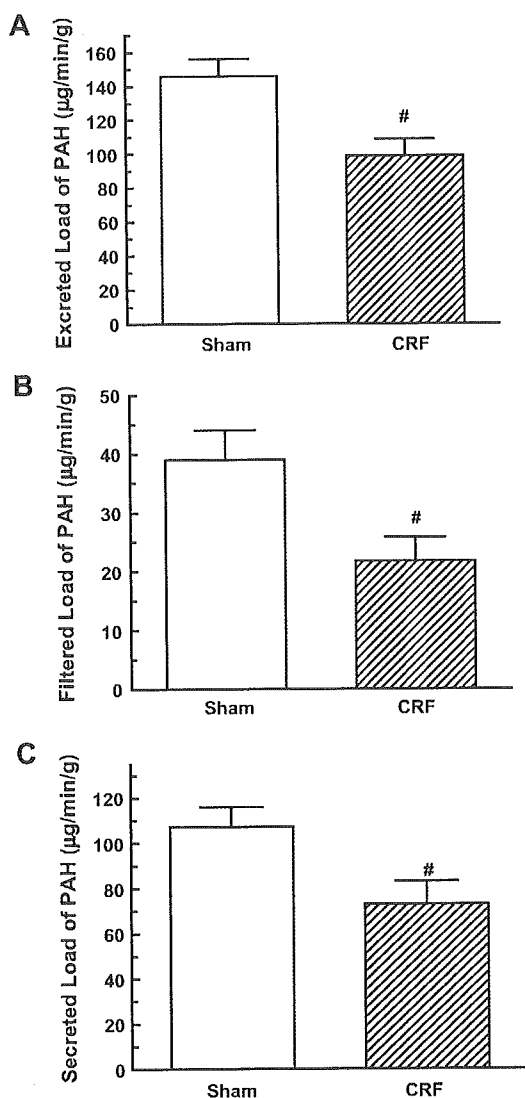 A
Excreted Load of PAH (µg/min/g)
160
140
120
100
80
60
40
20
0
#
Sham
CRF
B
Filtered Load of PAH (µg/min/g)
50
40
30
20
10
0
#
Sham
CRF
C
Secreted Load of PAH (µg/min/g)
120
100
80
60
40
20
0
#
Sham
CRF